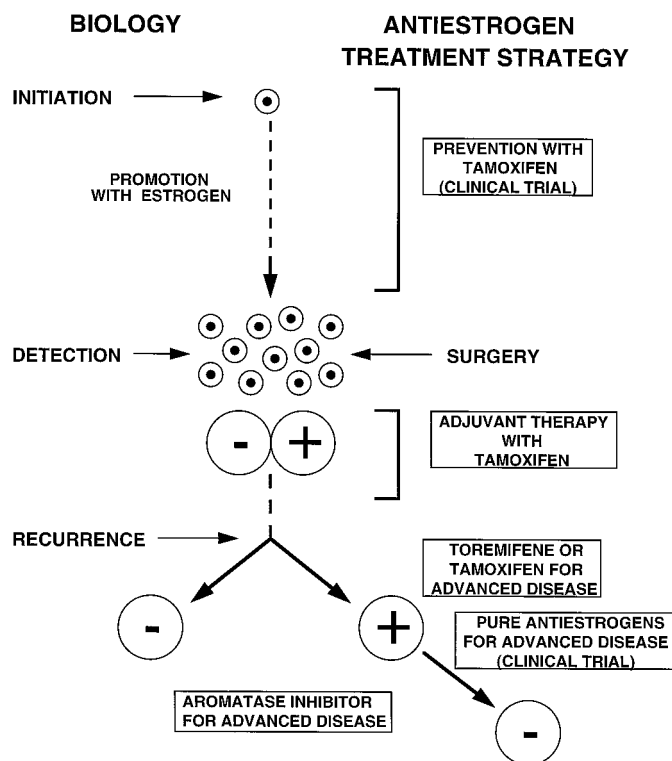 BIOLOGY
ANTIESTROGEN
TREATMENT STRATEGY
INITIATION
PREVENTION WITH
TAMOXIFEN
(CLINICAL TRIAL)
PROMOTION
WITH ESTROGEN
DETECTION
SURGERY
- +
ADJUVANT THERAPY
WITH
TAMOXIFEN
RECURRENCE
TOREMIFENE OR
TAMOXIFEN FOR
ADVANCED DISEASE
- +
PURE ANTIESTROGENS
FOR ADVANCED DISEASE
(CLINICAL TRIAL)
AROMATASE INHIBITOR
FOR ADVANCED DISEASE
-